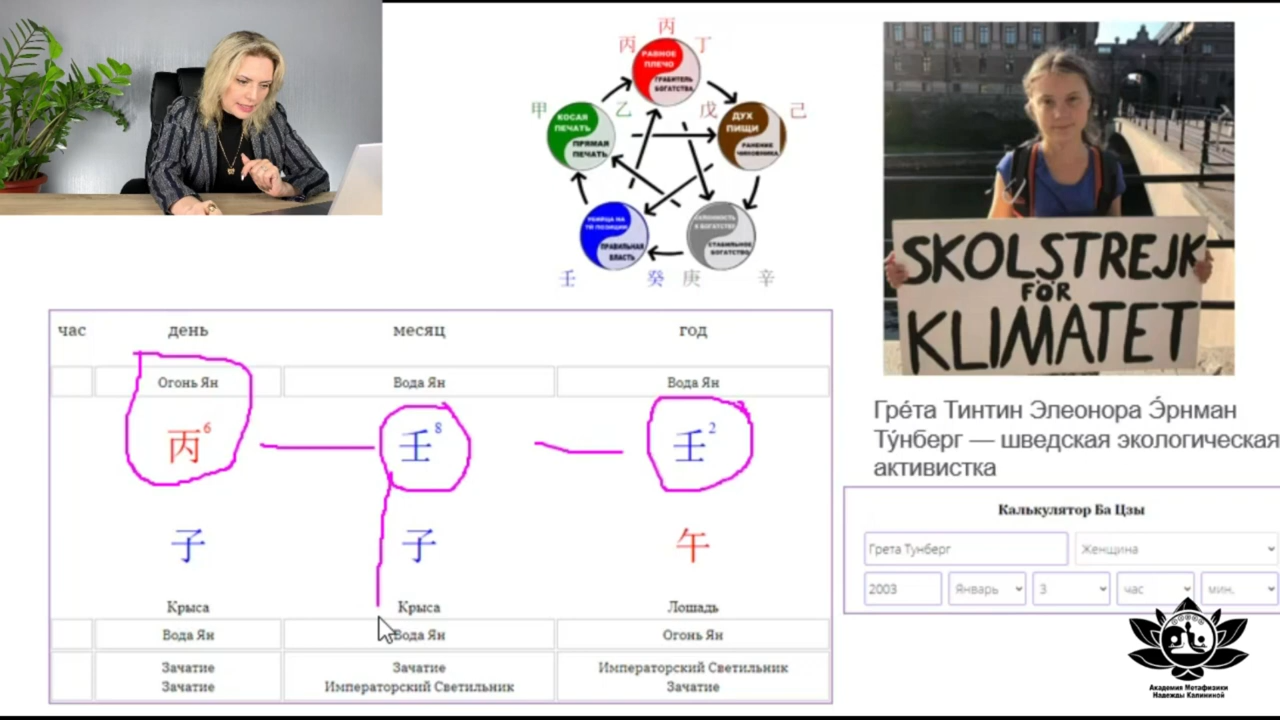 丙
丙
丁
РАВНОЕ
ПЛЕЧО
ГРАБИТЕЛЬ
БОГАТСТВА
甲
乙
戊
己
КОСАЯ
ПЕЧАТЬ
ПРЯМАЯ
ПЕЧАТЬ
ДУХ
ПИЩИ
РАНЕНИЕ
ЧИНОВНИКА
УБИЙЦА НА
7Й ПОЗИЦИИ
ПРАВИЛЬНАЯ
ВЛАСТЬ
СТАБИЛЬНОЕ
БОГАТСТВО
壬
癸
庚
辛
SKOLSTREJK
FÖR
KLIMATET
Гре́та Тинтин Элеонора Э́рнман
Ту́нберг — шведская экологическая
активистка
час день месяц год
Огонь Ян Вода Ян Вода Ян
丙6 壬8 壬2
子 子 午
Крыса Крыса Лошадь
Вода Ян Вода Ян Огонь Ян
Зачатие Зачатие Императорский Светильник
Зачатие Императорский Светильник Зачатие
Калькулятор Ба Цзы
Грета Тунберг Женщина
2003 Январь 3 час мин.
Академия Метафизики
Надежды Калининой